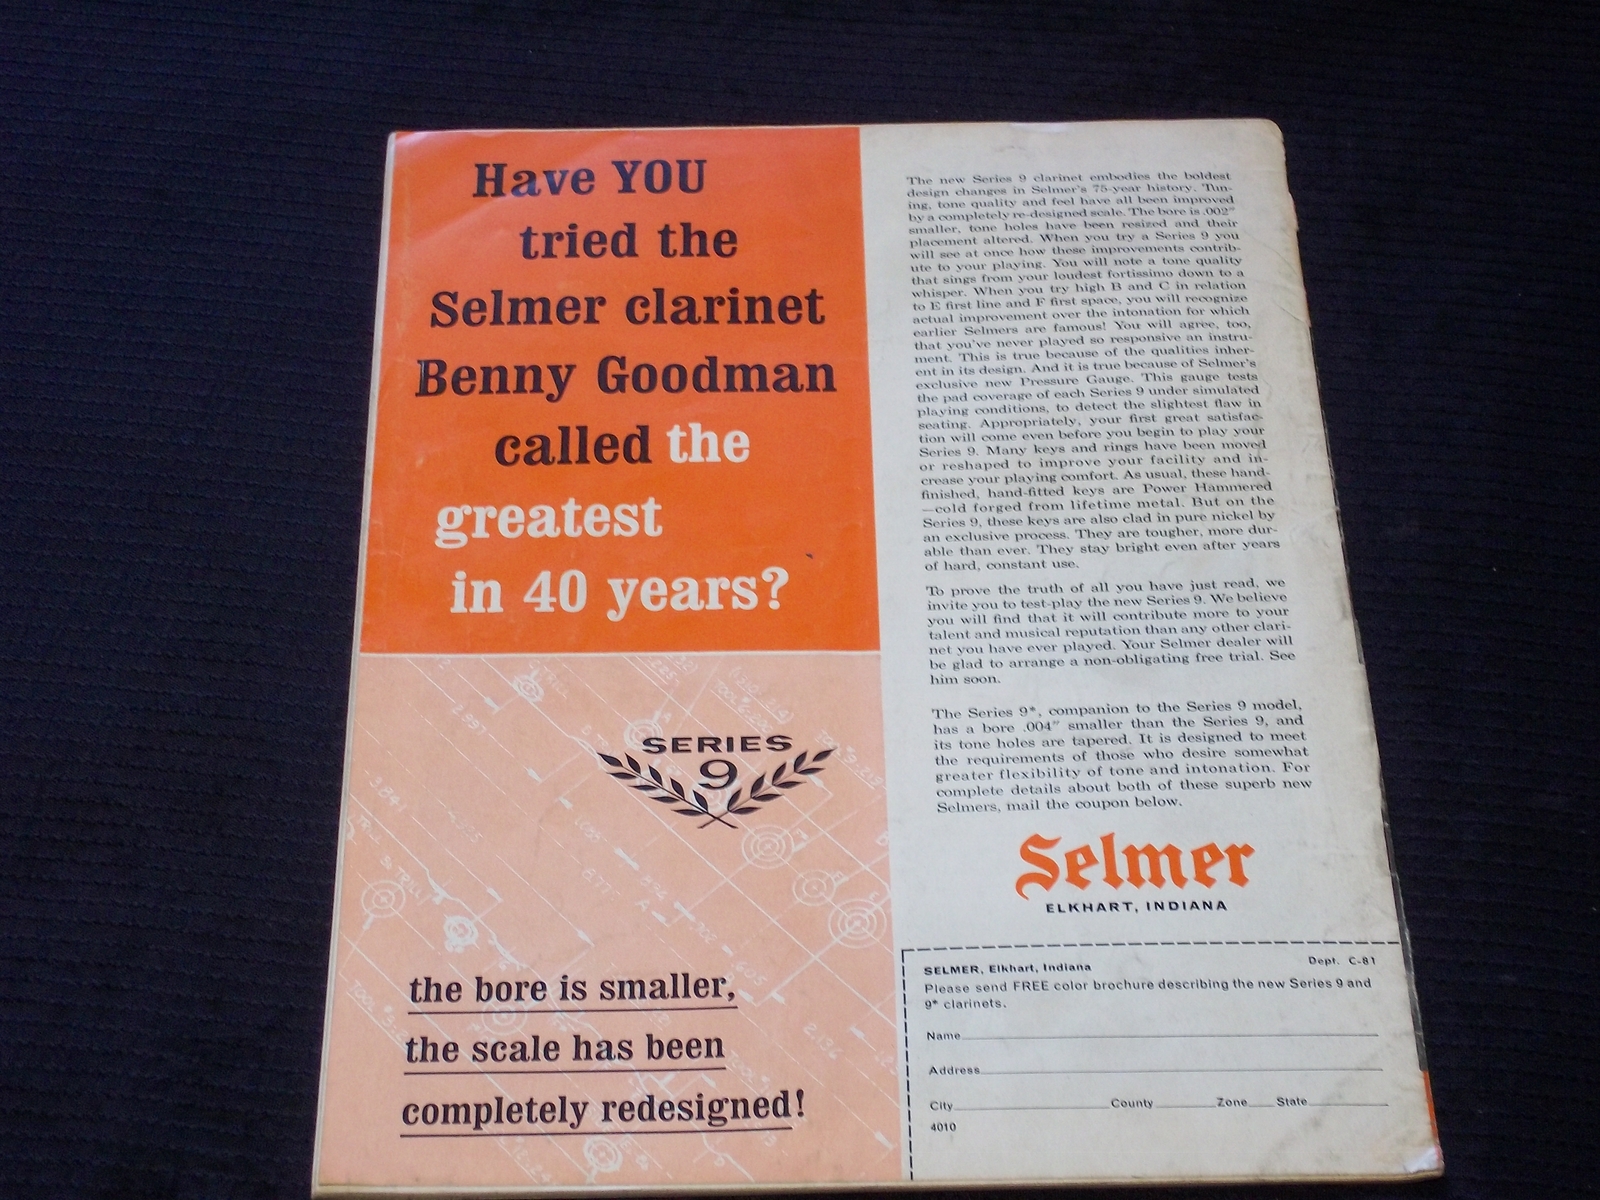 Have YOU
tried the
Selmer clarinet
Benny Goodman
called the
greatest
in 40 years?
SERIES
9
the bore is smaller,
the scale has been
completely redesigned!
The new Series 9 clarinet embodies the boldest
design changes in Selmer's 75-year history. Tun-
ing, tone quality and feel have all been improved
by a completely re-designed scale. The bore is .002"
smaller, tone holes have been resized and their
placement altered. When you try a Series 9 you
will see at once how these improvements contrib-
ute to your playing. You will note a tone quality
that sings from your loudest fortissimo down to a
whisper. When you try high B and C in relation
to E first line and F first space, you will recognize
actual improvement over the intonation for which
earlier Selmers are famous! You will agree, too,
that you've never played so responsive an instru-
ment. This is true because of the qualities inher-
ent in its design. And it is true because of Selmer's
exclusive new Pressure Gauge. This gauge tests
the pad coverage of each Series 9 under simulated
playing conditions, to detect the slightest flaw in
seating. Appropriately, your first great satisfac-
tion will come even before you begin to play your
Series 9. Many keys and rings have been moved
or reshaped to improve your facility and in-
crease your playing comfort. As usual, these hand-
finished, hand-fitted keys are Power Hammered
—cold forged from lifetime metal. But on the
Series 9, these keys are also clad in pure nickel by
an exclusive process. They are tougher, more dur-
able than ever. They stay bright even after years
of hard, constant use.
To prove the truth of all you have just read, we
invite you to test-play the new Series 9. We believe
you will find that it will contribute more to your
talent and musical reputation than any other clari-
net you have ever played. Your Selmer dealer will
be glad to arrange a non-obligating free trial. See
him soon.
The Series 9*, companion to the Series 9 model,
has a bore .004" smaller than the Series 9, and
its tone holes are tapered. It is designed to meet
the requirements of those who desire somewhat
greater flexibility of tone and intonation. For
complete details about both of these superb new
Selmers, mail the coupon below.
Selmer
ELKHART, INDIANA
SELMER, Elkhart, Indiana Dept. C-81
Please send FREE color brochure describing the new Series 9 and
9* clarinets.
Name
Address
City County Zone State
4010